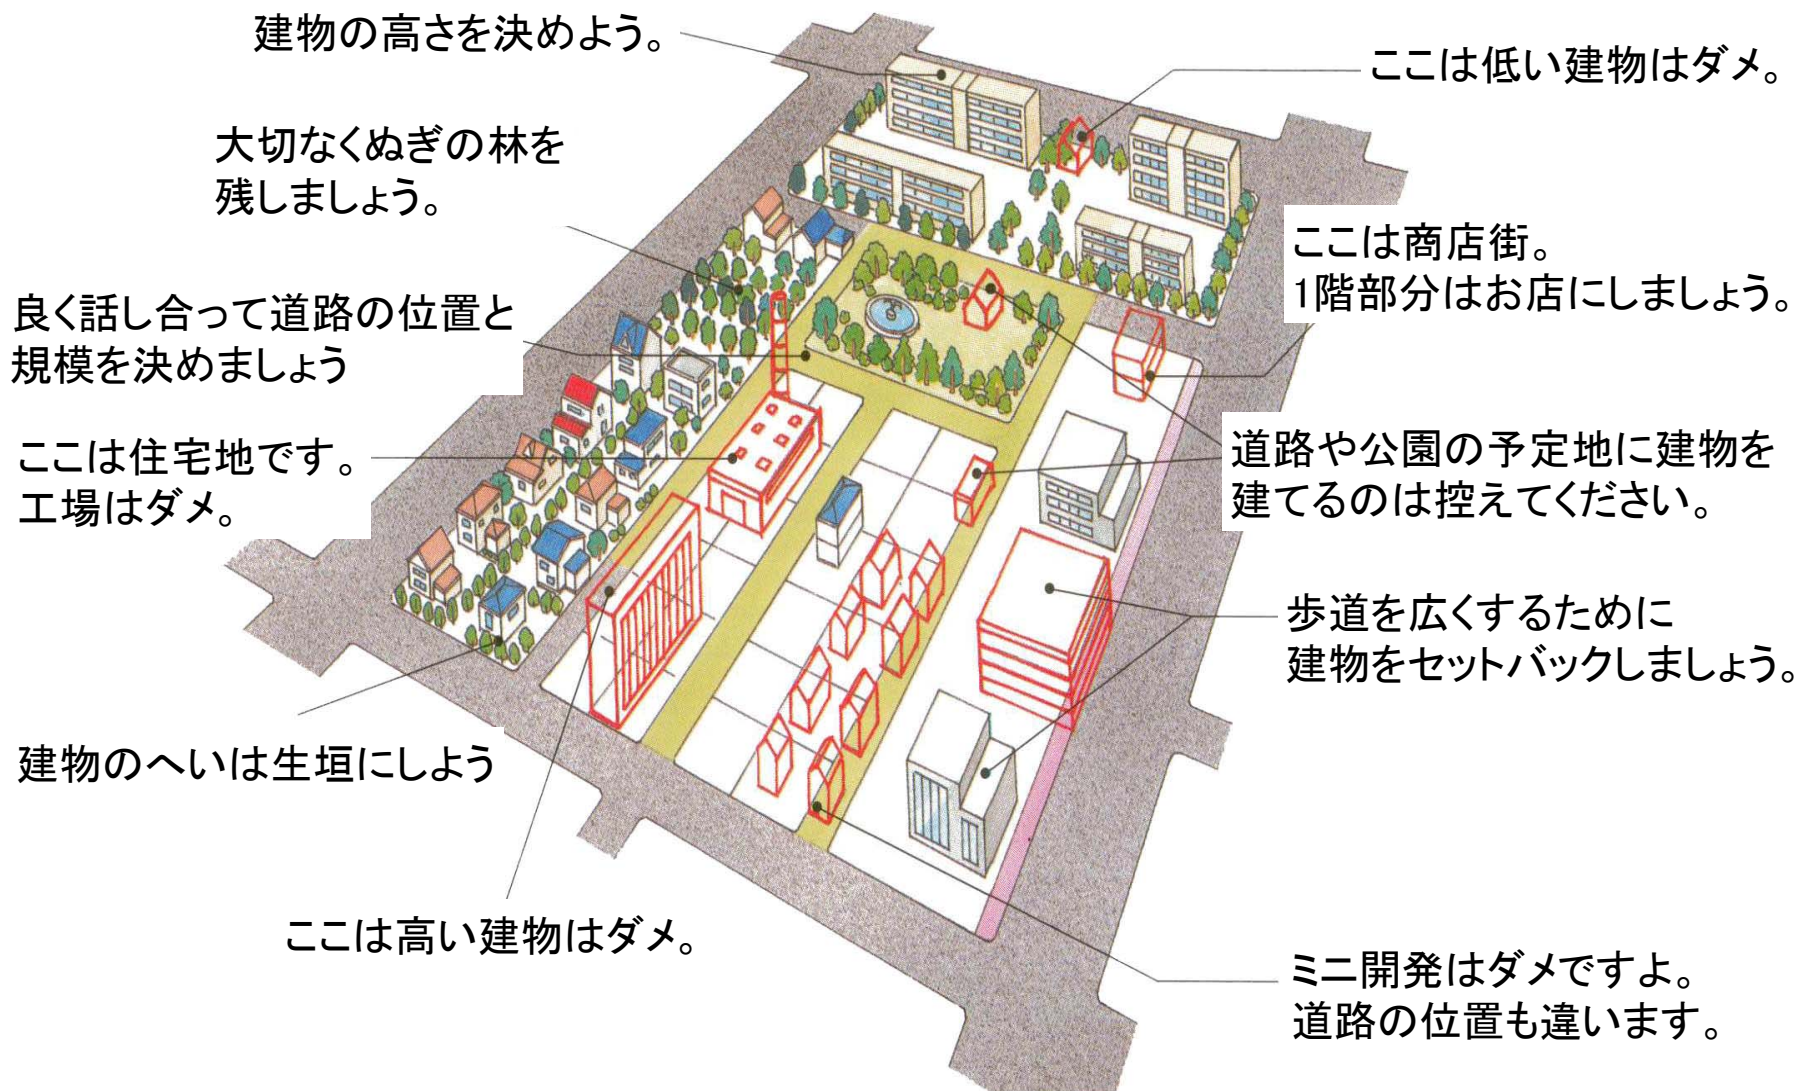 建物の高さを決めよう。
ここは低い建物はダメ。
大切なくぬぎの林を
残しましょう。
ここは商店街。
1階部分はお店にしましょう。
良く話し合って道路の位置と
規模を決めましょう
道路や公園の予定地に建物を
建てるのは控えてください。
ここは住宅地です。
工場はダメ。
歩道を広くするために
建物をセットバックしましょう。
建物のへいは生垣にしよう
ここは高い建物はダメ。
ミニ開発はダメですよ。
道路の位置も違います。